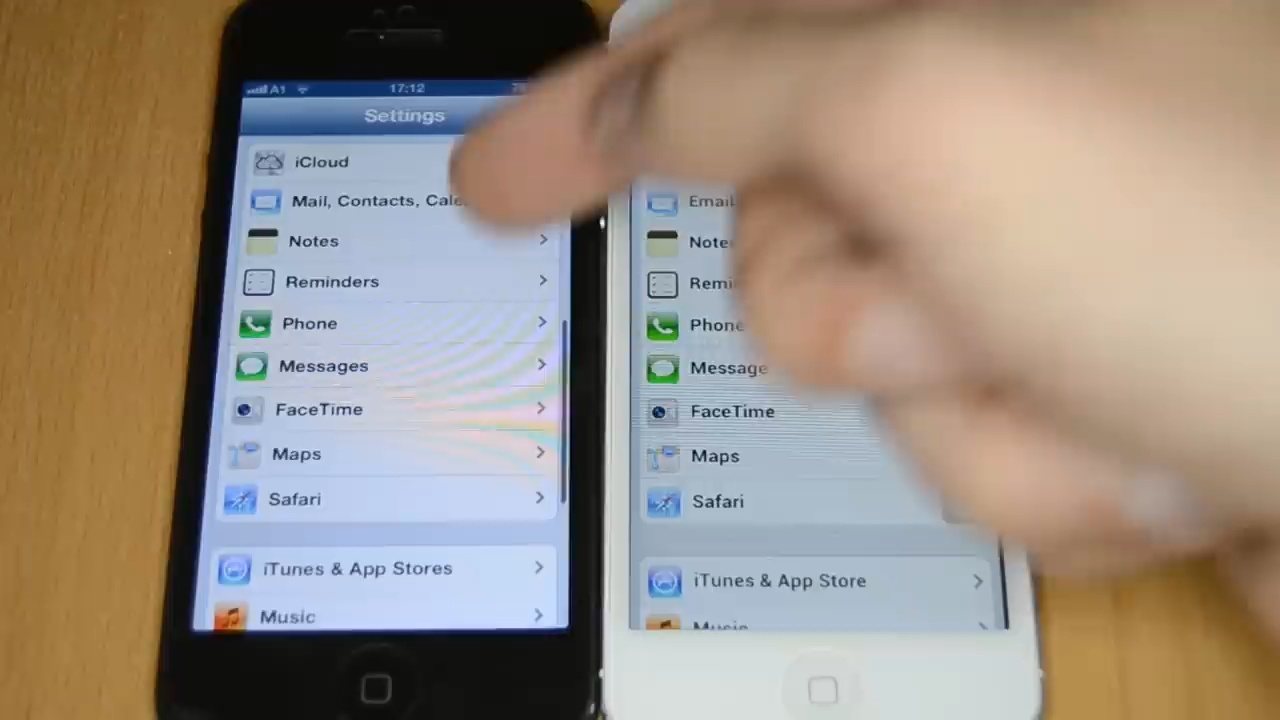 A1 17:12
Settings
iCloud
Mail, Contacts,
Notes
Reminders
Phone
Messages
FaceTime
Maps
Safari
iTunes & App Stores
Music
Email
Note
Remi
Phone
Message
FaceTime
Maps
Safari
iTunes & App Store
Music